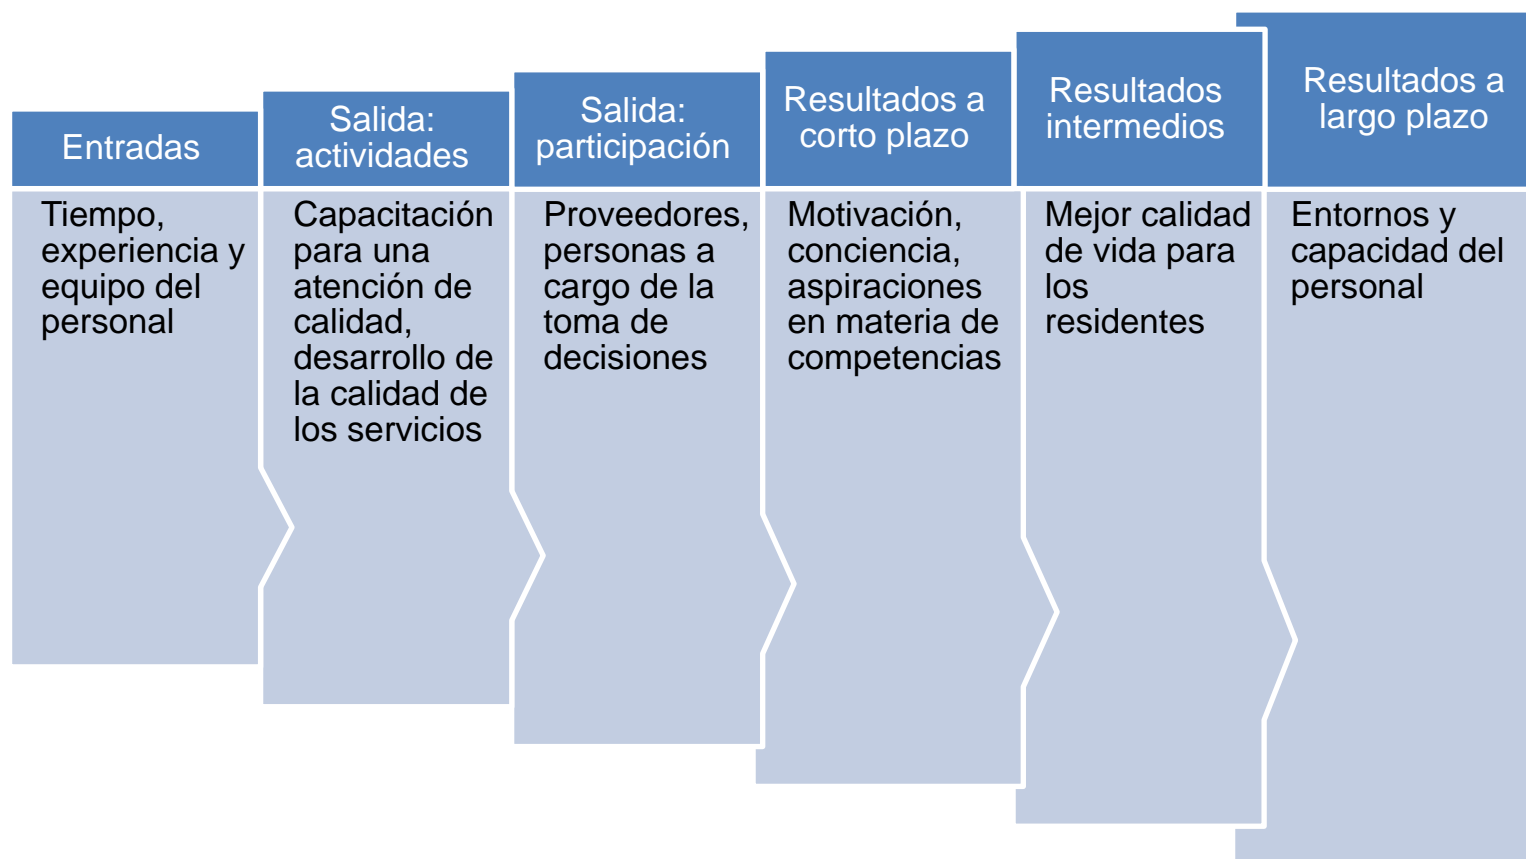 Entradas
Tiempo,
experiencia y
equipo del
personal
Salida:
actividades
Capacitación
para una
atención de
calidad,
desarrollo de
la calidad de
los servicios
Salida:
participación
Proveedores,
personas a
cargo de la
toma de
decisiones
Resultados a
corto plazo
Motivación,
conciencia,
aspiraciones
en materia de
competencias
Resultados
intermedios
Mejor calidad
de vida para
los
residentes
Resultados a
largo plazo
Entornos y
capacidad del
personal